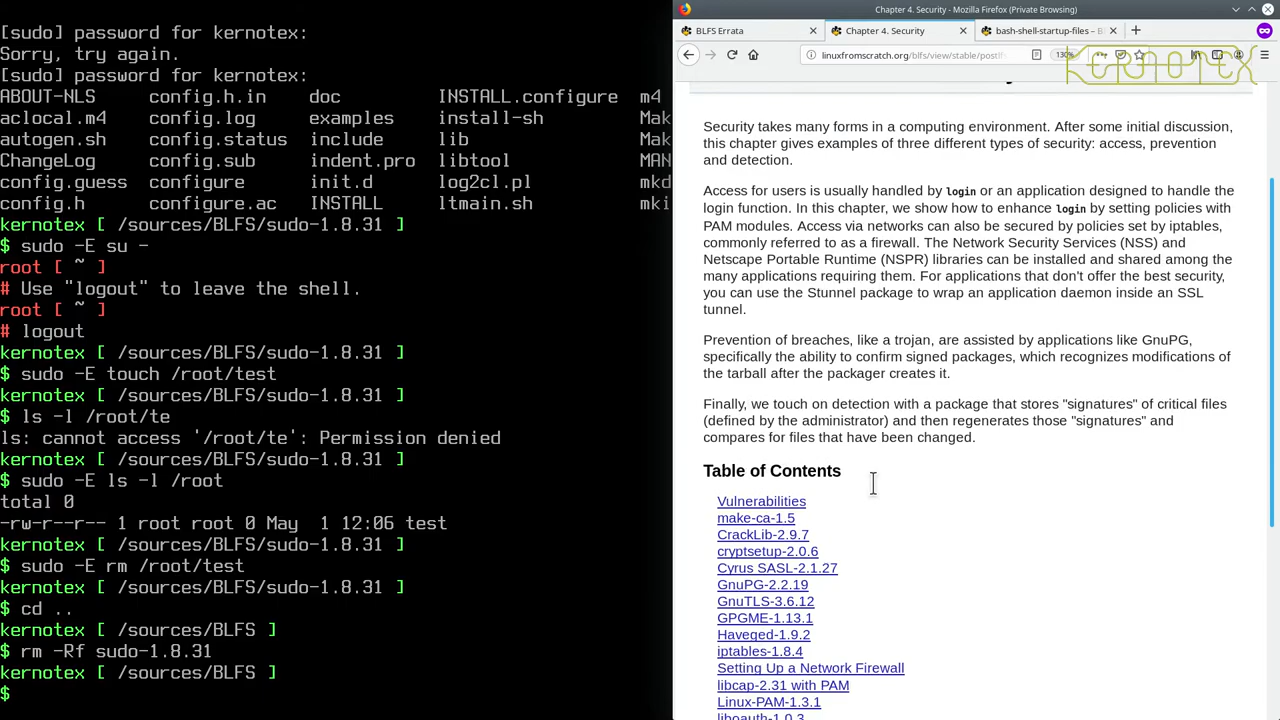 [sudo] password for kernotex:
Sorry, try again.
[sudo] password for kernotex:
ABOUT-NLS config.h.in doc INSTALL.configure m4
aclocal.m4 config.log examples install-sh Mak
autogen.sh config.status include lib Mak
ChangeLog config.sub indent.pro libtool MAN
config.guess configure init.d log2cl.pl mkd
config.h configure.ac INSTALL ltmain.sh mki
kernotex [ /sources/BLFS/sudo-1.8.31 ]
$ sudo -E su -
root [ ~ ]
# Use "logout" to leave the shell.
root [ ~ ]
# logout
kernotex [ /sources/BLFS/sudo-1.8.31 ]
$ sudo -E touch /root/test
kernotex [ /sources/BLFS/sudo-1.8.31 ]
$ ls -l /root/te
ls: cannot access '/root/te': Permission denied
kernotex [ /sources/BLFS/sudo-1.8.31 ]
$ sudo -E ls -l /root
total 0
-rw-r--r-- 1 root root 0 May  1 12:06 test
kernotex [ /sources/BLFS/sudo-1.8.31 ]
$ sudo -E rm /root/test
kernotex [ /sources/BLFS/sudo-1.8.31 ]
$ cd ..
kernotex [ /sources/BLFS ]
$ rm -Rf sudo-1.8.31
kernotex [ /sources/BLFS ]
$
Chapter 4. Security - Mozilla Firefox (Private Browsing)
BLFS Errata
Chapter 4. Security
bash-shell-startup-files – B
linuxfromscratch.org/blfs/view/stable/postl
130%
KERNOTEX
Security takes many forms in a computing environment. After some initial discussion,
this chapter gives examples of three different types of security: access, prevention
and detection.
Access for users is usually handled by login or an application designed to handle the
login function. In this chapter, we show how to enhance login by setting policies with
PAM modules. Access via networks can also be secured by policies set by iptables,
commonly referred to as a firewall. The Network Security Services (NSS) and
Netscape Portable Runtime (NSPR) libraries can be installed and shared among the
many applications requiring them. For applications that don't offer the best security,
you can use the Stunnel package to wrap an application daemon inside an SSL
tunnel.
Prevention of breaches, like a trojan, are assisted by applications like GnuPG,
specifically the ability to confirm signed packages, which recognizes modifications of
the tarball after the packager creates it.
Finally, we touch on detection with a package that stores "signatures" of critical files
(defined by the administrator) and then regenerates those "signatures" and
compares for files that have been changed.
Table of Contents
Vulnerabilities
make-ca-1.5
CrackLib-2.9.7
cryptsetup-2.0.6
Cyrus SASL-2.1.27
GnuPG-2.2.19
GnuTLS-3.6.12
GPGME-1.13.1
Haveged-1.9.2
iptables-1.8.4
Setting Up a Network Firewall
libcap-2.31 with PAM
Linux-PAM-1.3.1
liboauth-1.0.3